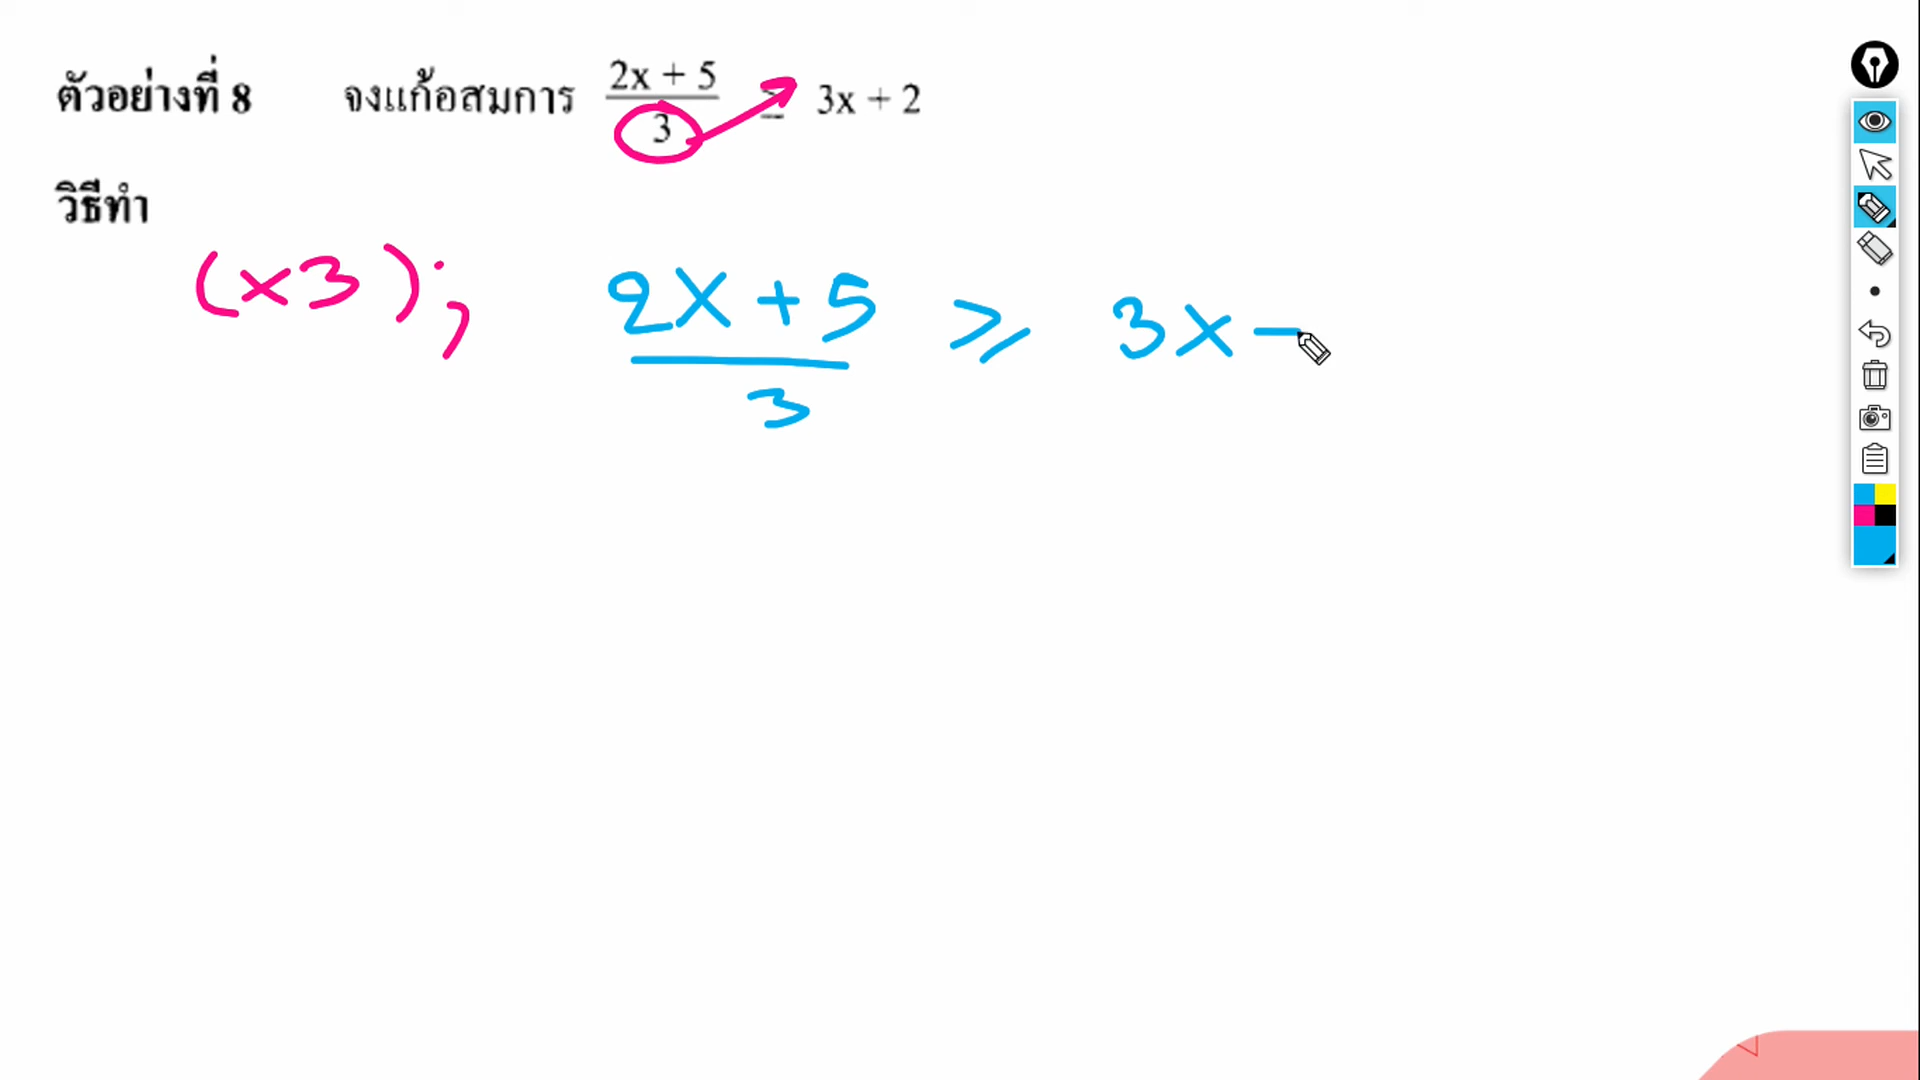 ตัวอย่างที่ 8 จงแก้อสมการ (2x + 5)/3 ≥ 3x + 2
วิธีทำ
(×3); (2x + 5)/3 ≥ 3x −